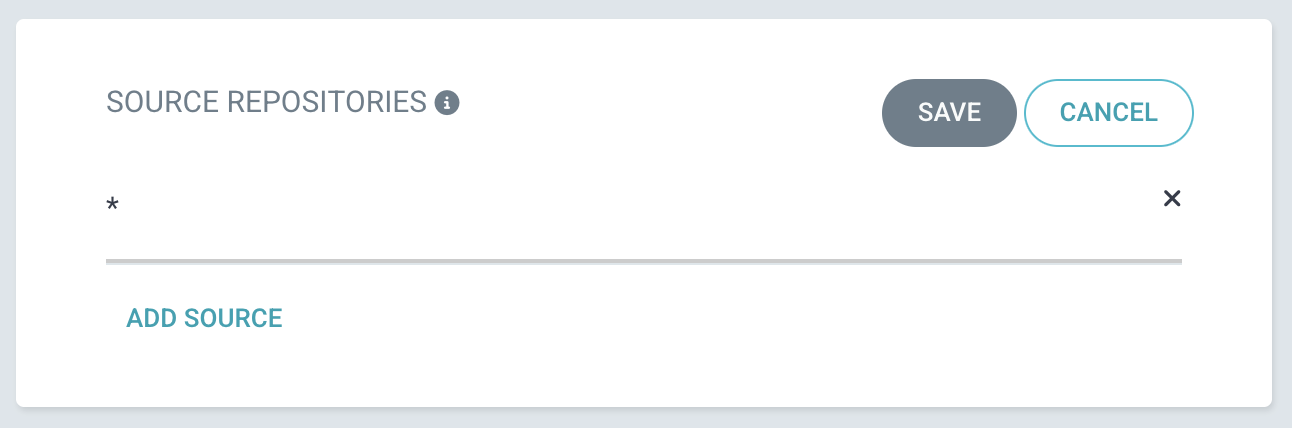 SOURCE REPOSITORIES
SAVE
CANCEL
*
ADD SOURCE